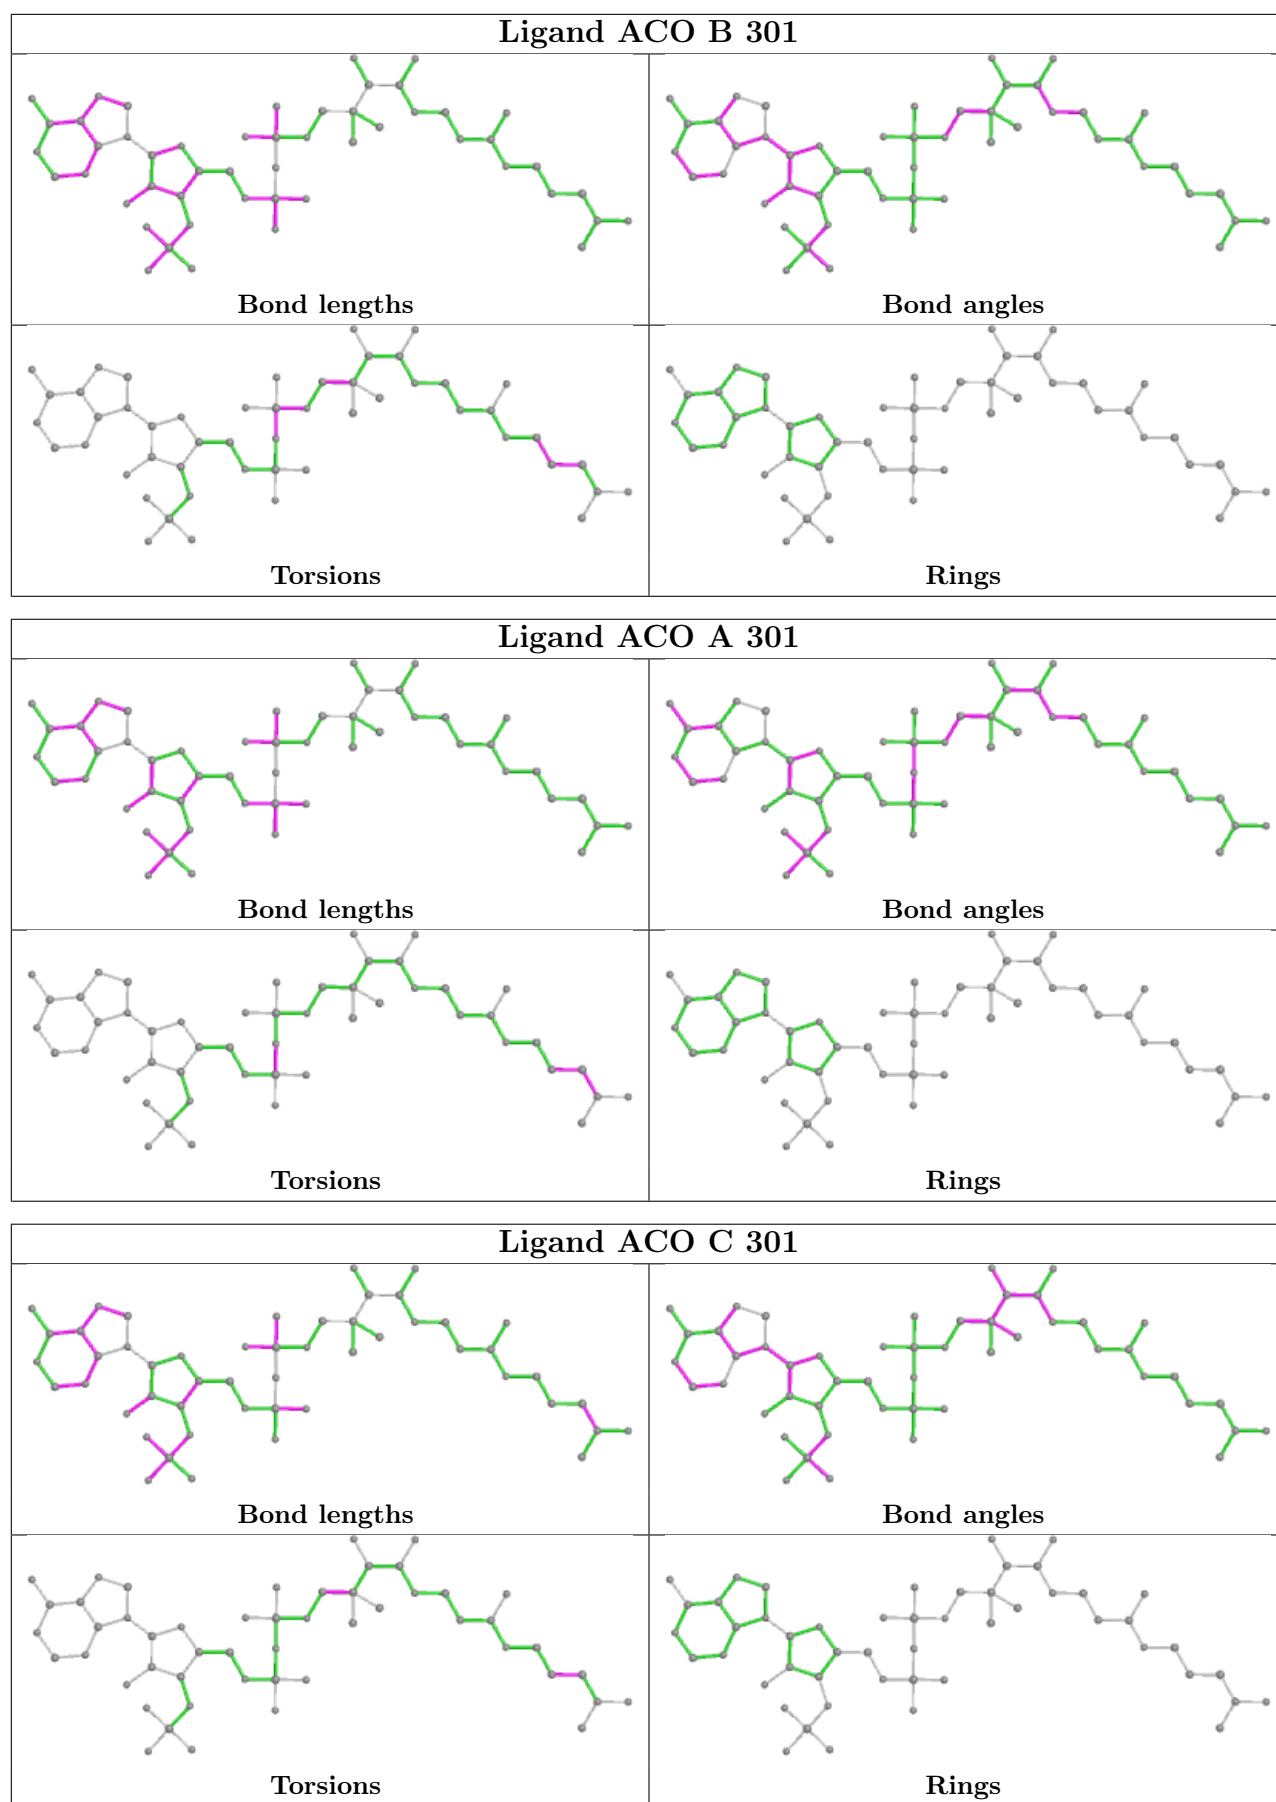 Ligand ACO B 301
Bond lengths
Bond angles
Torsions
Rings
Ligand ACO A 301
Bond lengths
Bond angles
Torsions
Rings
Ligand ACO C 301
Bond lengths
Bond angles
Torsions
Rings